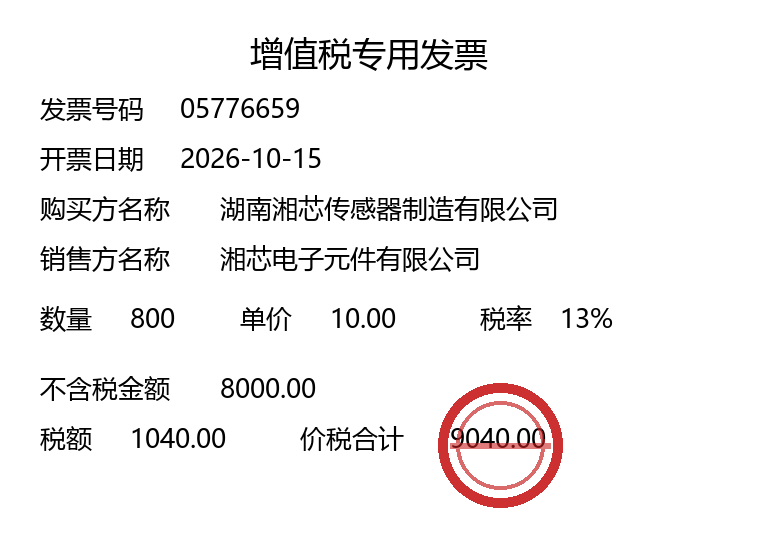 增值税专用发票
发票号码 05776659
开票日期 2026-10-15
购买方名称 湖南湘芯传感器制造有限公司
销售方名称 湘芯电子元件有限公司
数量 800 单价 10.00 税率 13%
不含税金额 8000.00
税额 1040.00 价税合计 9040.00